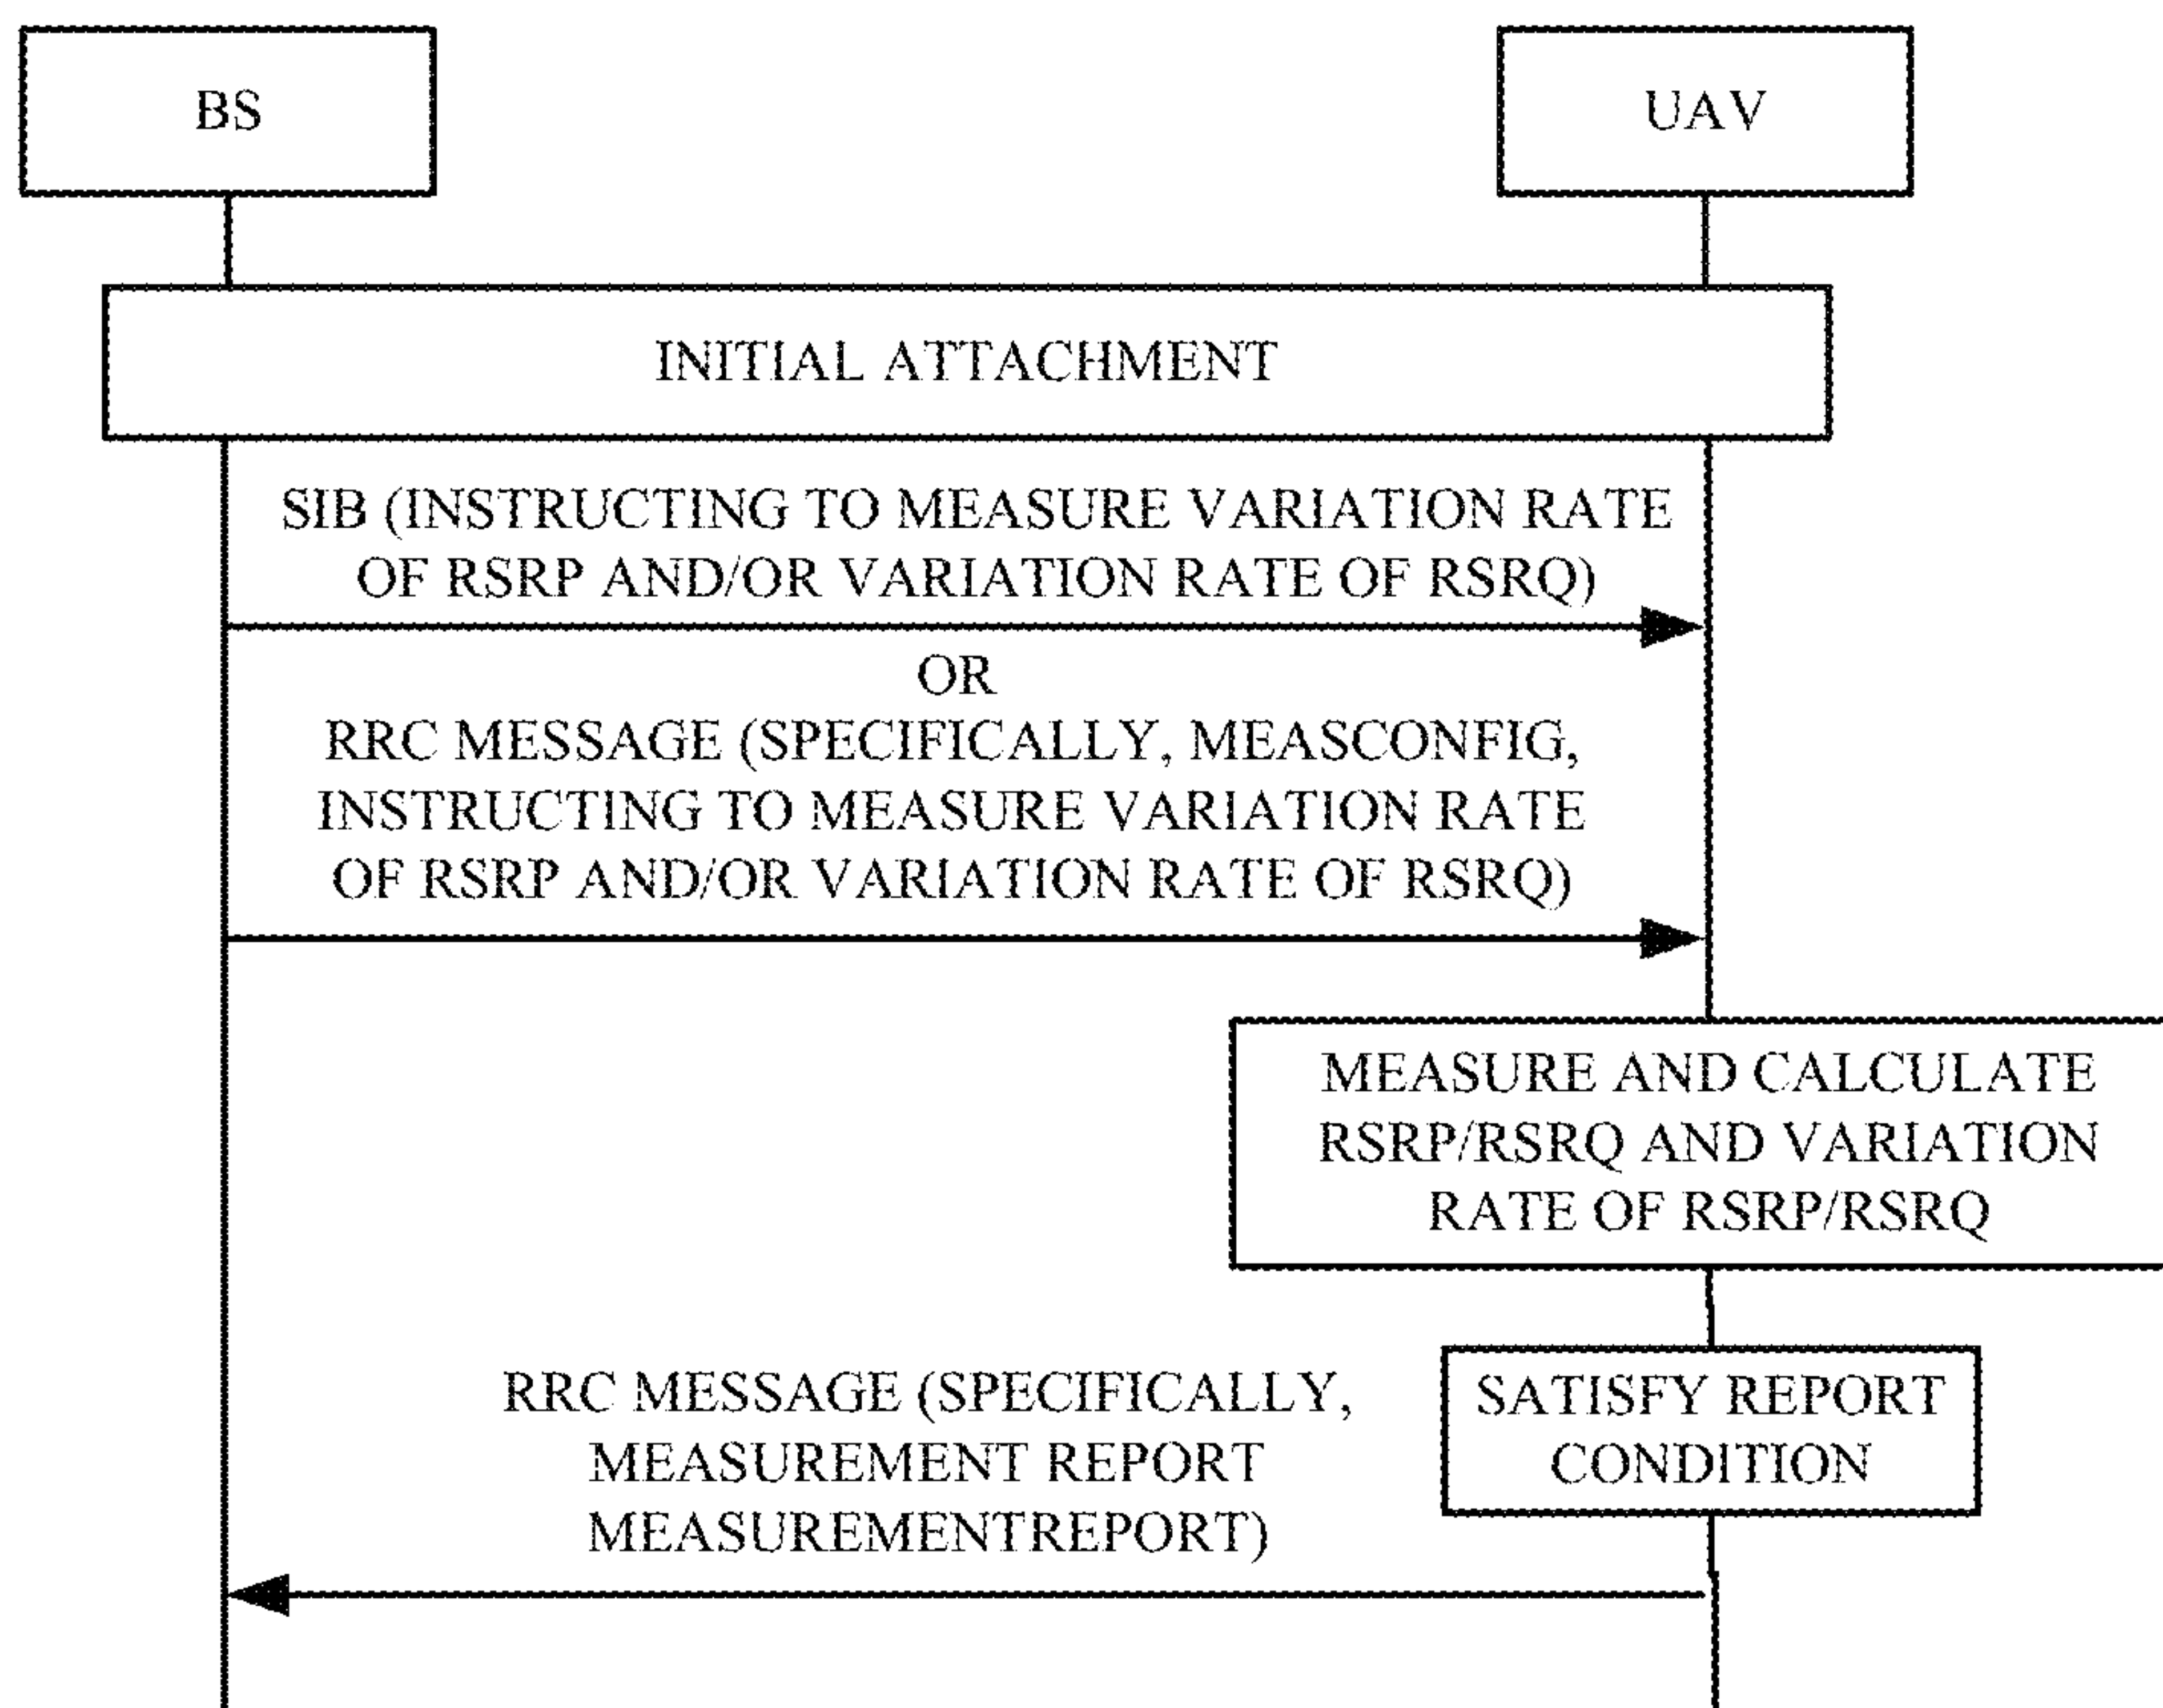 BS
UAV
INITIAL ATTACHMENT
SIB (INSTRUCTING TO MEASURE VARIATION RATE
OF RSRP AND/OR VARIATION RATE OF RSRQ)
OR
RRC MESSAGE (SPECIFICALLY, MEASCONFIG,
INSTRUCTING TO MEASURE VARIATION RATE
OF RSRP AND/OR VARIATION RATE OF RSRQ)
MEASURE AND CALCULATE
RSRP/RSRQ AND VARIATION
RATE OF RSRP/RSRQ
SATISFY REPORT
CONDITION
RRC MESSAGE (SPECIFICALLY,
MEASUREMENT REPORT
MEASUREMENTREPORT)